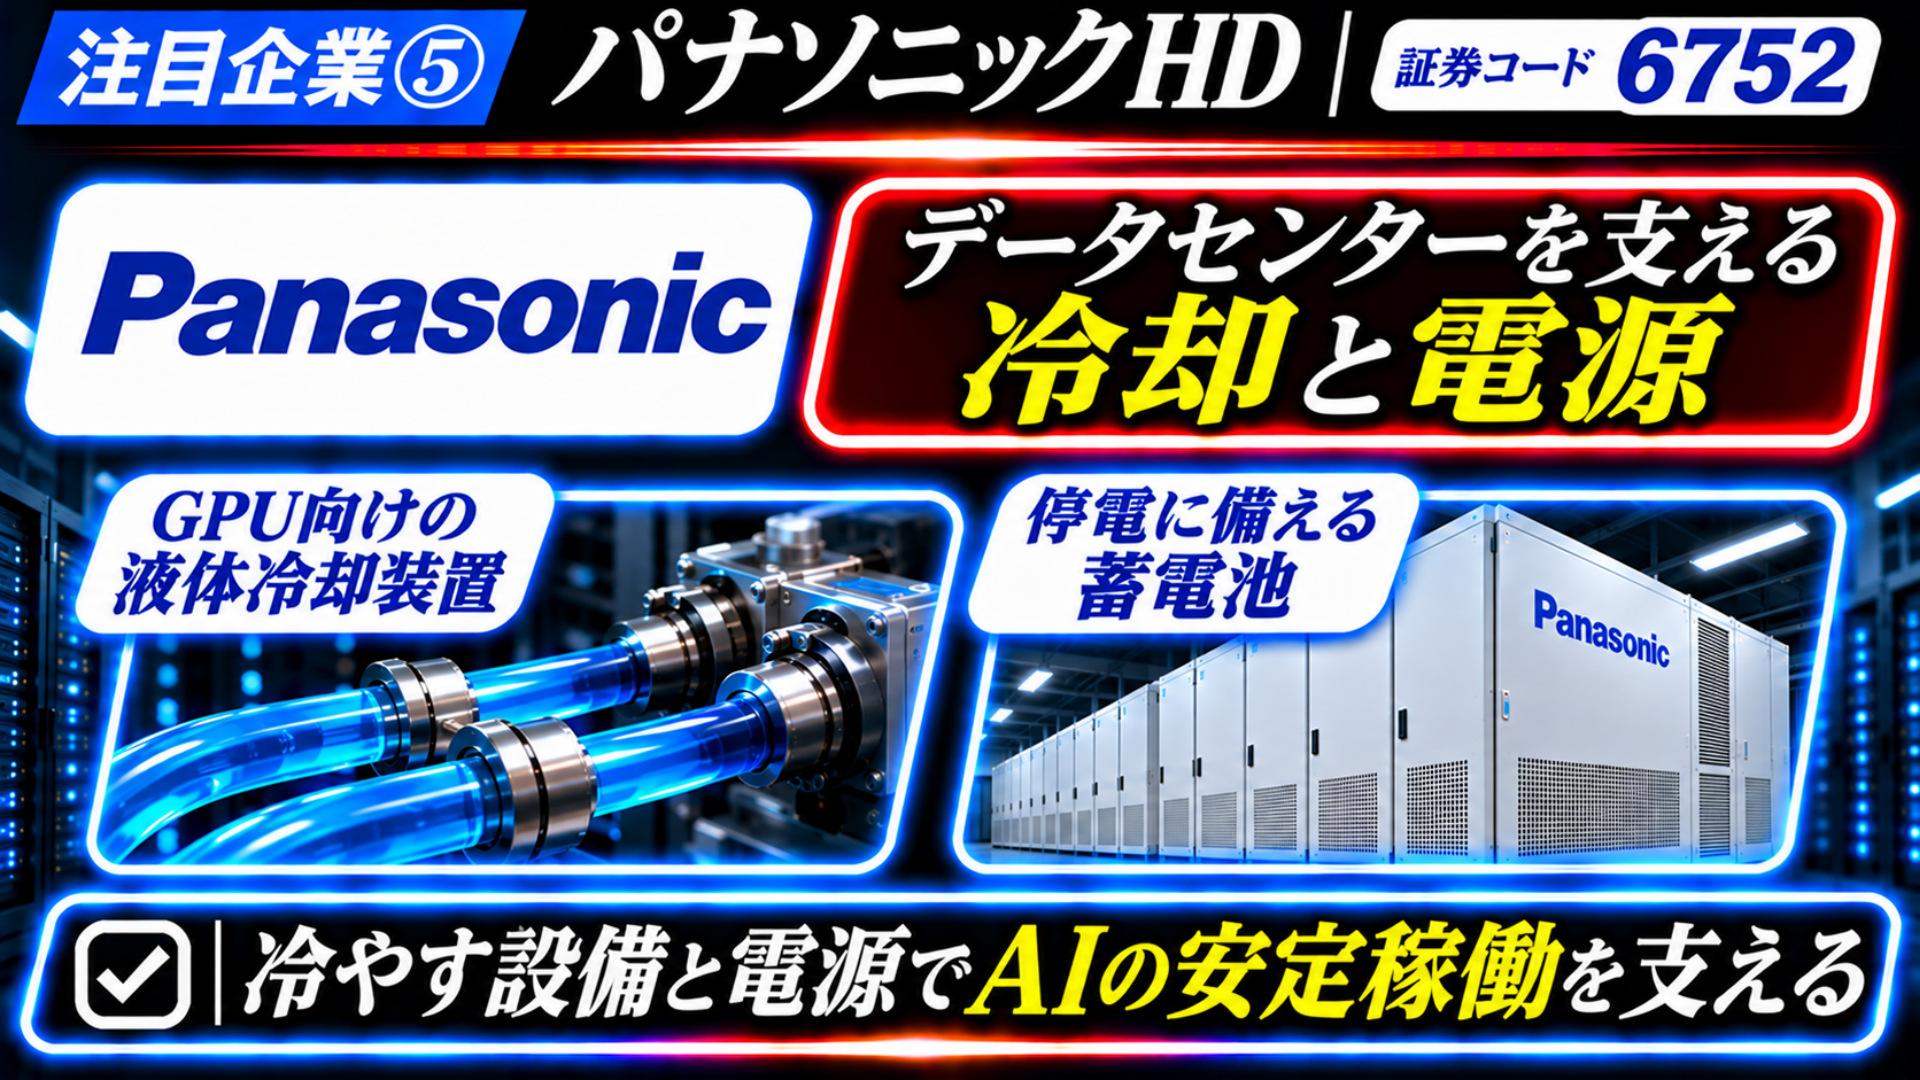 注目企業⑤
パナソニックHD
証券コード 6752
Panasonic
データセンターを支える
冷却と電源
GPU向けの
液体冷却装置
停電に備える
蓄電池
Panasonic
冷やす設備と電源でAIの安定稼働を支える